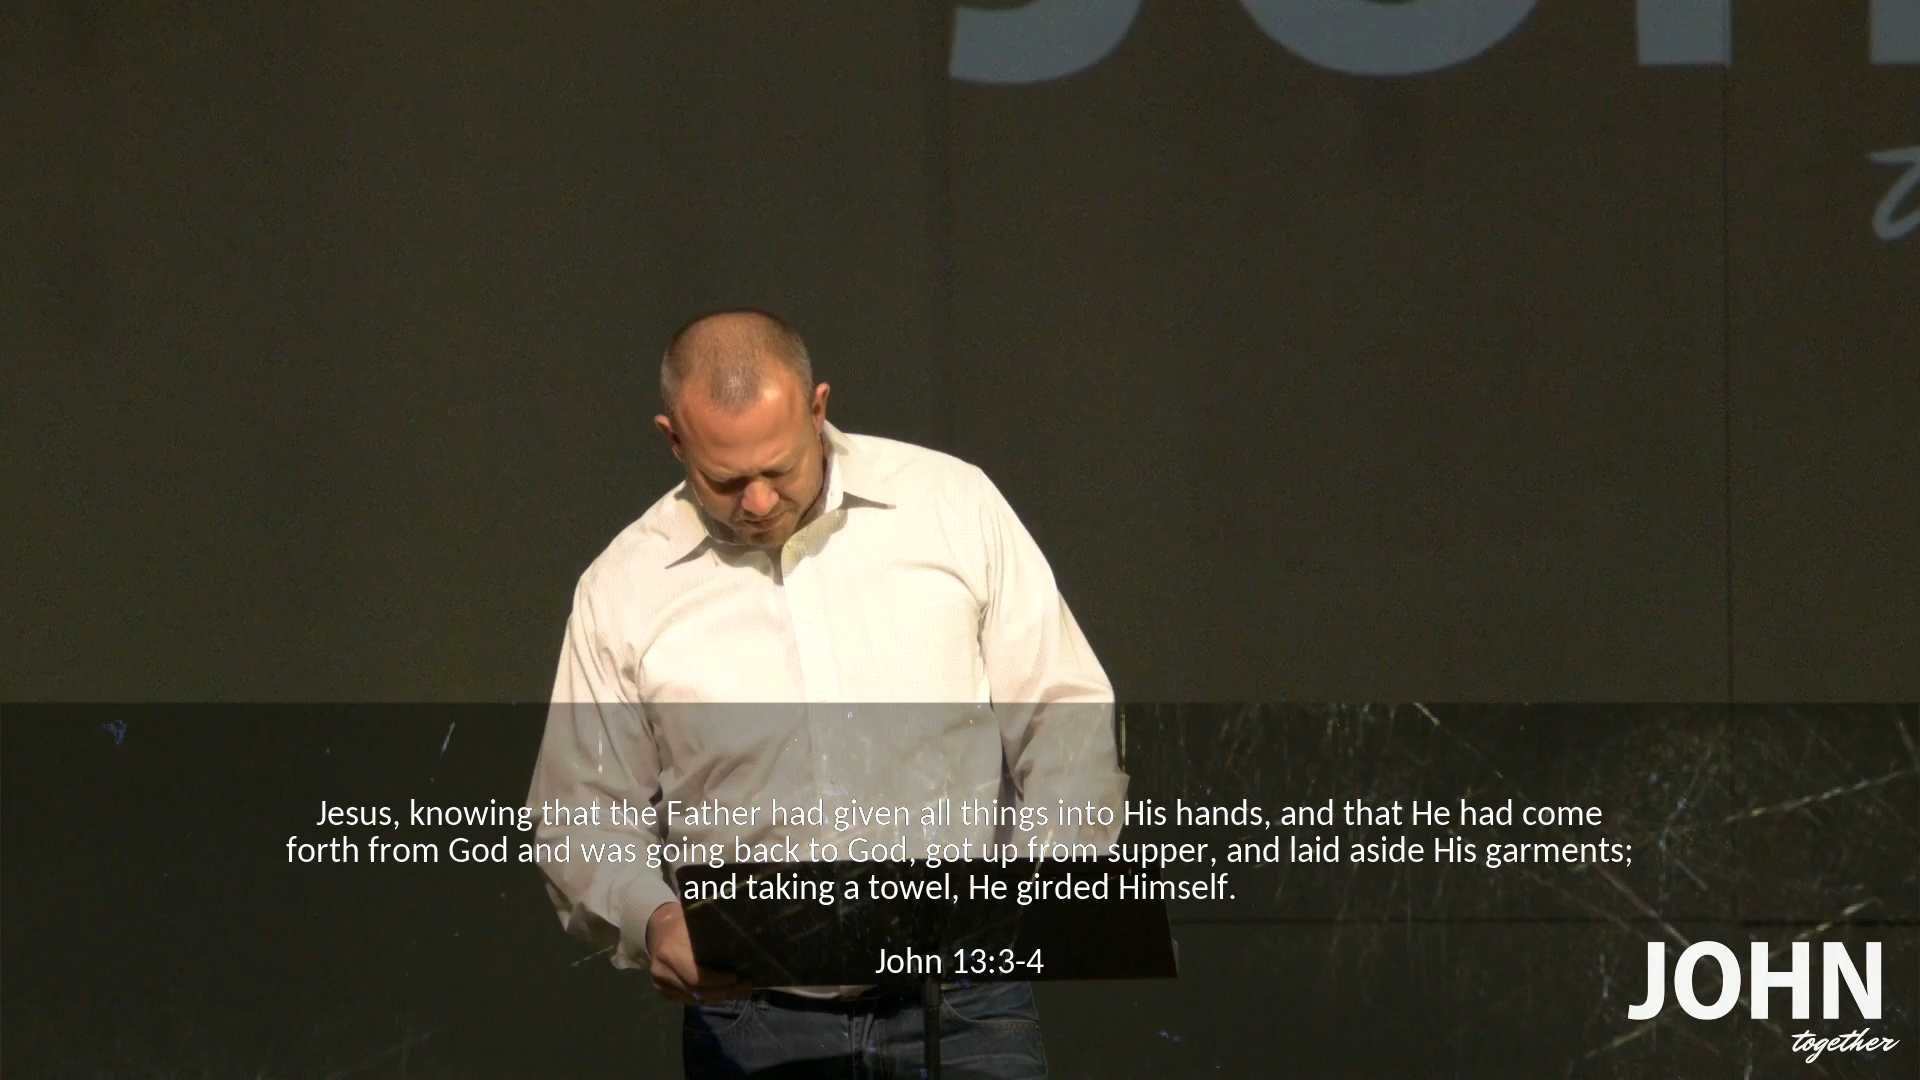 Jesus, knowing that the Father had given all things into His hands, and that He had come
forth from God and was going back to God, got up from supper, and laid aside His garments;
and taking a towel, He girded Himself.
John 13:3-4
JOHN
together